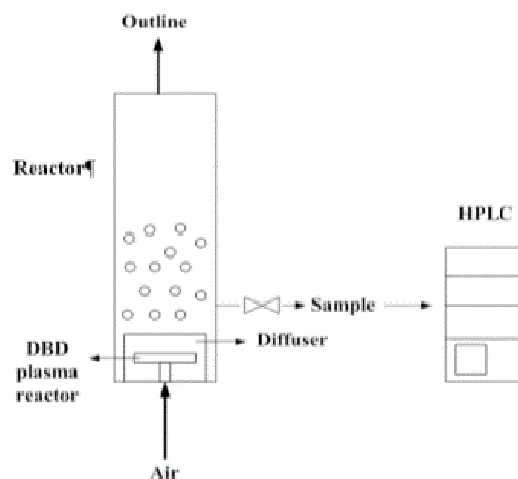 Outline
Reactor¶
HPLC
Sample
Diffuser
DBD
plasma
reactor
Air